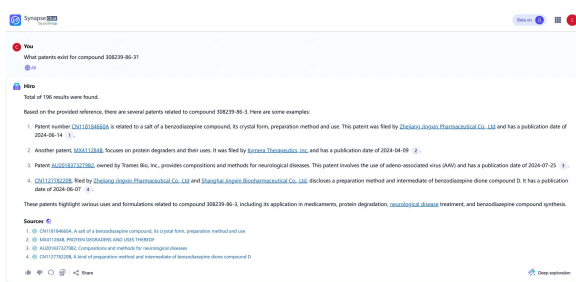 Synapse Chat
by patsnap
Beta on
C
C You
What patents exist for compound 308239-86-3?
All
Hiro
Total of 196 results were found.
Based on the provided reference, there are several patents related to compound 308239-86-3. Here are some examples:
1. Patent number CN118184660A is related to a salt of a benzodiazepine compound, its crystal form, preparation method and use. This patent was filed by Zhejiang Jingxin Pharmaceutical Co., Ltd and has a publication date of
2024-06-14 1 .
2. Another patent, MX411284B, focuses on protein degraders and their uses. It was filed by Kymera Therapeutics, Inc. and has a publication date of 2024-04-09 2 .
3. Patent AU2018373279B2, owned by Trames Bio, Inc., provides compositions and methods for neurological diseases. This patent involves the use of adeno-associated virus (AAV) and has a publication date of 2024-07-25 3 .
4. CN112778220B, filed by Zhejiang Jingxin Pharmaceutical Co., Ltd and Shanghai Jingxin Biopharmaceutical Co., Ltd, discloses a preparation method and intermediate of benzodiazepine dione compound D. It has a publication
date of 2024-06-07 4 .
These patents highlight various uses and formulations related to compound 308239-86-3, including its application in medicaments, protein degradation, neurological disease treatment, and benzodiazepine compound synthesis.
Sources
1. CN118184660A, A salt of benzodiazepine compound, its crystal form, preparation method and use
2. MX411284B, PROTEIN DEGRADERS AND USES THEREOF
3. AU2018373279B2, Compositions and methods for neurological diseases
4. CN112778220B, A kind of preparation method and intermediate of benzodiazepine dione compound D
Share
Deep exploration